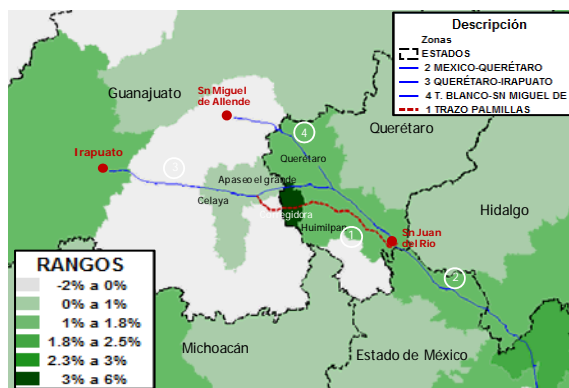 Descripción
Zonas
ESTADOS
2 MEXICO-QUERÉTARO
3 QUERÉTARO-IRAPUATO
4 T. BLANCO-SN MIGUEL DE
1 TRAZO PALMILLAS
Guanajuato
Sn Miguel
de Allende
4
Querétaro
Irapuato
3
Querétaro
Apaseo el grande
Celaya
Corregidora
Huimilpan
1
Sn Juan
del Rio
Hidalgo
2
RANGOS
-2% a 0%
0% a 1%
1% a 1.8%
1.8% a 2.5%
2.3% a 3%
3% a 6%
Michoacán
Estado de México